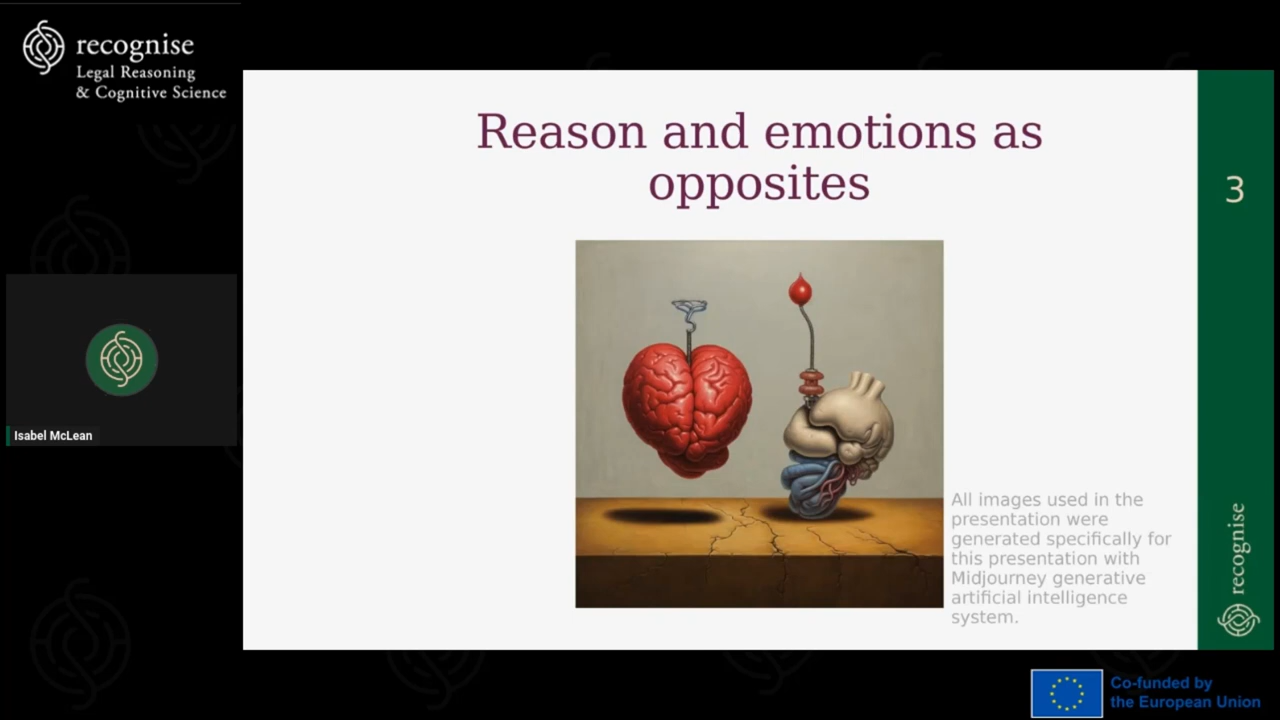 recognise
Legal Reasoning
& Cognitive Science
Reason and emotions as
opposites
3
All images used in the
presentation were
generated specifically for
this presentation with
Midjourney generative
artificial intelligence
system.
recognise
Isabel McLean
Co-funded by
the European Union